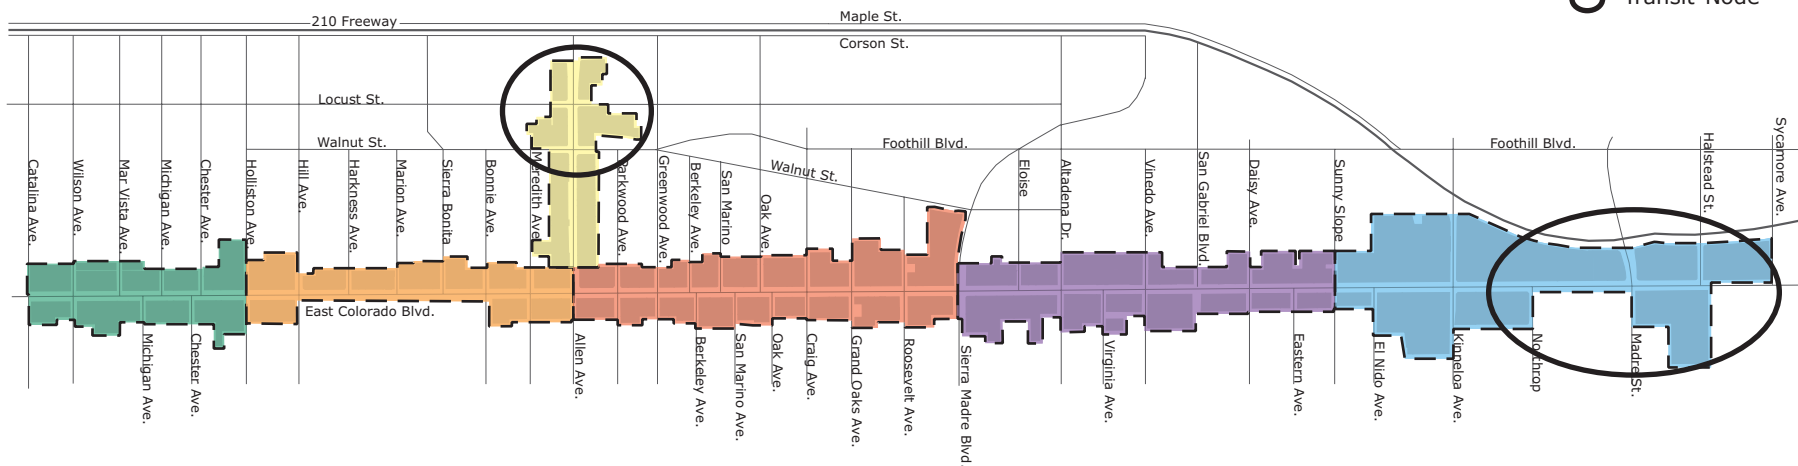 Transit Node
210 Freeway
Maple St.
Corson St.
Locust St.
Walnut St.
Foothill Blvd.
Foothill Blvd.
Walnut St.
Catalina Ave.
Wilson Ave.
Mar Vista Ave.
Michigan Ave.
Chester Ave.
Holliston Ave.
Hill Ave.
Harkness Ave.
Marion Ave.
Sierra Bonita
Bonnie Ave.
Meredith Ave.
Parkwood Ave.
Greenwood Ave.
Berkeley Ave.
San Marino
Oak Ave.
Eloise
Altadena Dr.
Vinedo Ave.
San Gabriel Blvd.
Daisy Ave.
Sunny Slope
Halstead St.
Sycamore Ave.
East Colorado Blvd.
Michigan Ave.
Chester Ave.
Allen Ave.
Berkeley Ave.
San Marino Ave.
Oak Ave.
Craig Ave.
Grand Oaks Ave.
Roosevelt Ave.
Sierra Madre Blvd.
Virginia Ave.
Eastern Ave.
El Nido Ave.
Kinneloa Ave.
Northrop
Madre St.